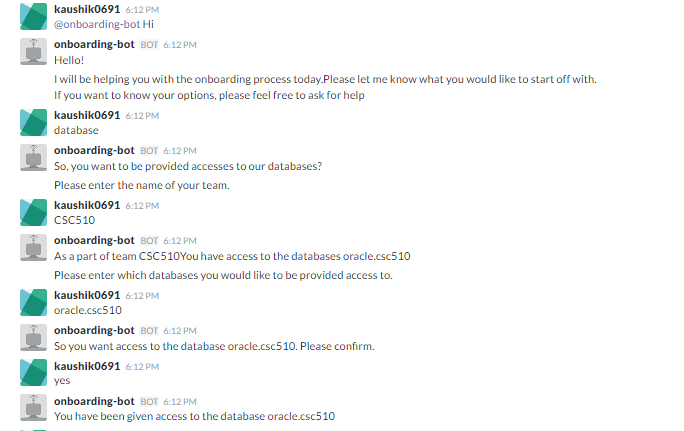 kaushik0691 6:12 PM
@onboarding-bot Hi
onboarding-bot BOT 6:12 PM
Hello!
I will be helping you with the onboarding process today.Please let me know what you would like to start off with.
If you want to know your options, please feel free to ask for help
kaushik0691 6:12 PM
database
onboarding-bot BOT 6:12 PM
So, you want to be provided accesses to our databases?
Please enter the name of your team.
kaushik0691 6:12 PM
CSC510
onboarding-bot BOT 6:12 PM
As a part of team CSC510You have access to the databases oracle.csc510
Please enter which databases you would like to be provided access to.
kaushik0691 6:12 PM
oracle.csc510
onboarding-bot BOT 6:12 PM
So you want access to the database oracle.csc510. Please confirm.
kaushik0691 6:12 PM
yes
onboarding-bot BOT 6:12 PM
You have been given access to the database oracle.csc510